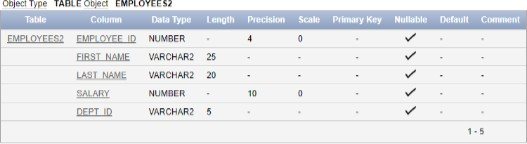 Object Type TABLE Object EMPLOYEES2
Table Column Data Type Length Precision Scale Primary Key Nullable Default Comment
EMPLOYEES2 EMPLOYEE_ID NUMBER - 4 0 - ✓ - -
FIRST_NAME VARCHAR2 25 - - - ✓ - -
LAST_NAME VARCHAR2 20 - - - ✓ - -
SALARY NUMBER - 10 0 - ✓ - -
DEPT_ID VARCHAR2 5 - - - ✓ - -
1 - 5